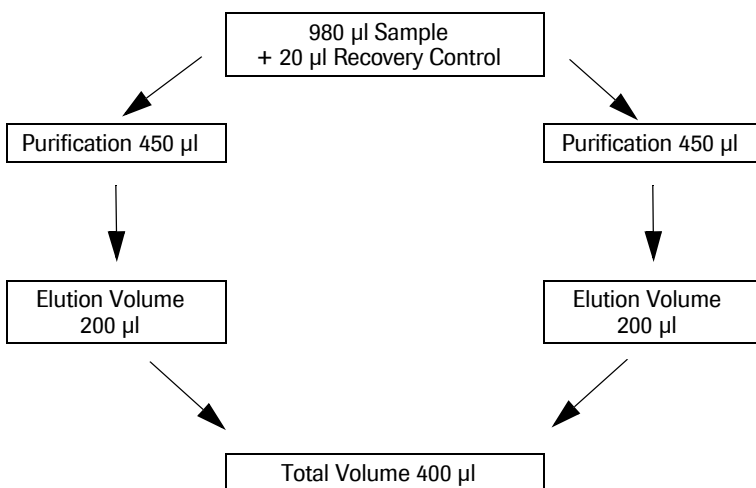 980 µl Sample
+ 20 µl Recovery Control
Purification 450 µl
Purification 450 µl
Elution Volume
200 µl
Elution Volume
200 µl
Total Volume 400 µl